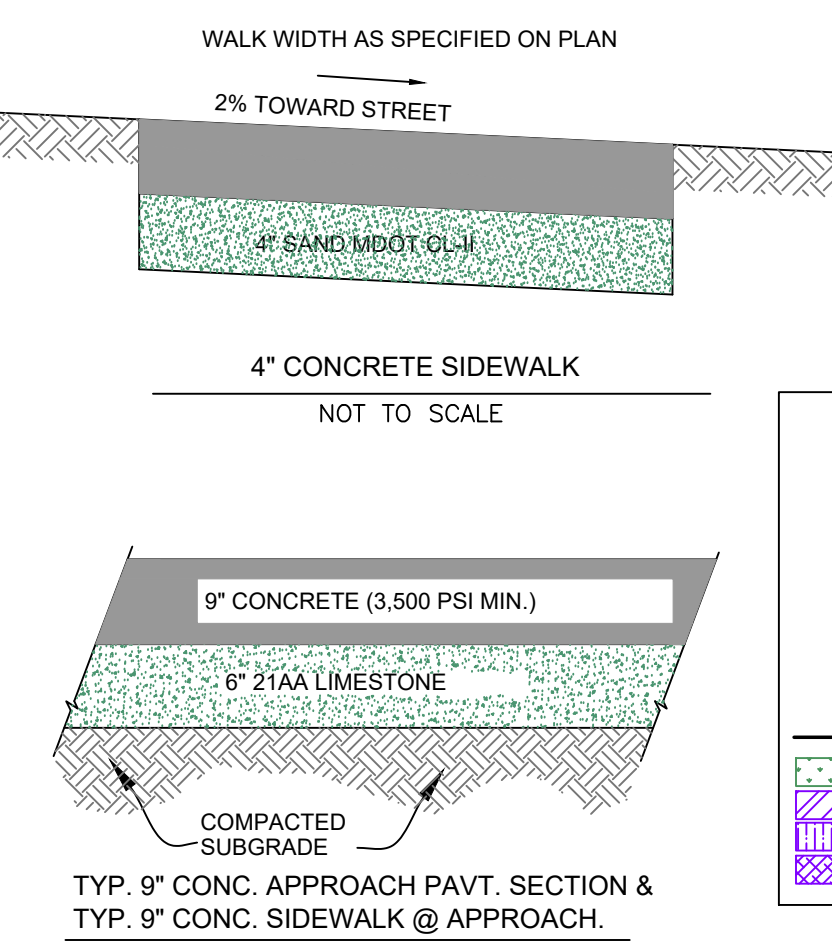 WALK WIDTH AS SPECIFIED ON PLAN
2% TOWARD STREET
4" SAND MDOT CL-II
4" CONCRETE SIDEWALK
NOT TO SCALE
9" CONCRETE (3,500 PSI MIN.)
6" 21AA LIMESTONE
COMPACTED
SUBGRADE
TYP. 9" CONC. APPROACH PAVT. SECTION &
TYP. 9" CONC. SIDEWALK @ APPROACH.